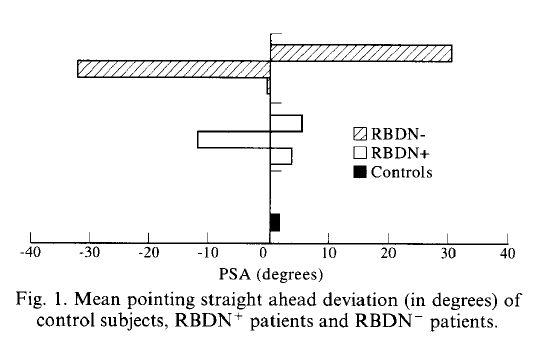 RBDN-
RBDN+
Controls
-40 -30 -20 -10 0 10 20 30 40
PSA (degrees)
Fig. 1. Mean pointing straight ahead deviation (in degrees) of
control subjects, RBDN⁺ patients and RBDN⁻ patients.